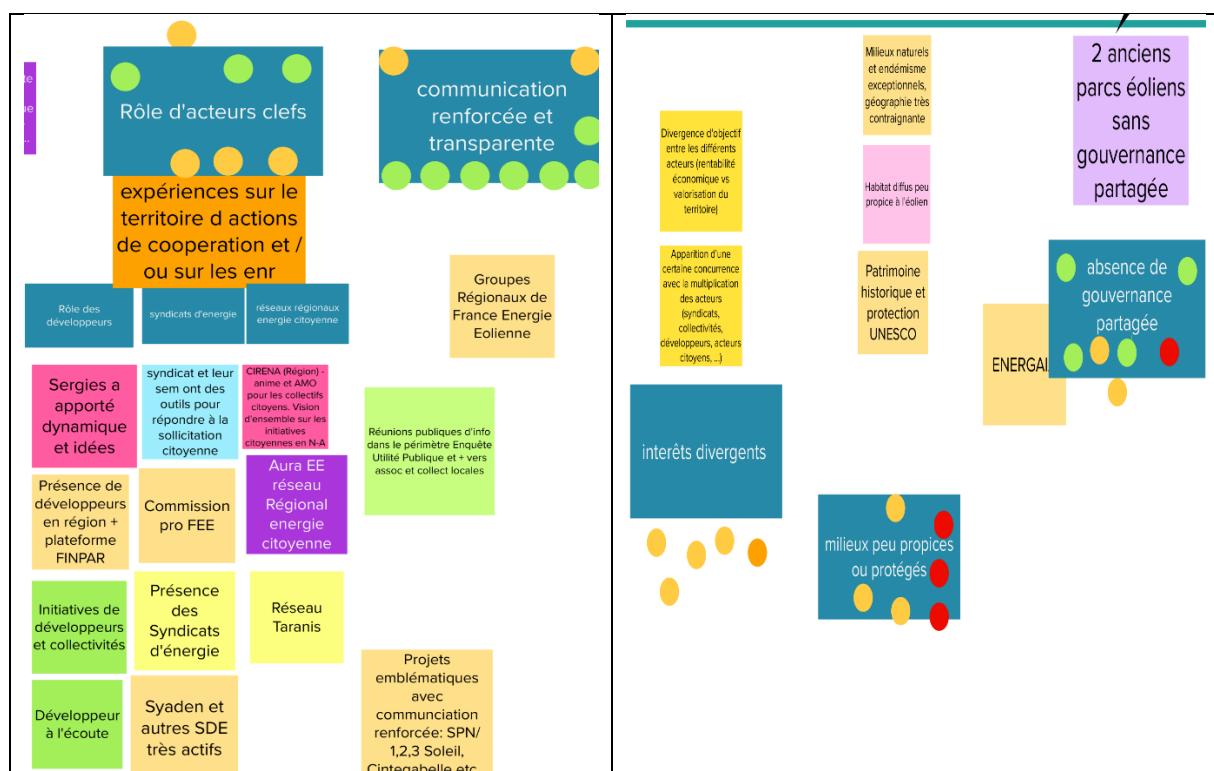 te
ue
...
Rôle d'acteurs clefs
communication
renforcée et
transparente
expériences sur le
territoire d actions
de cooperation et /
ou sur les enr
Groupes
Régionaux de
France Energie
Eolienne
Rôle des
développeurs
syndicats d'energie
réseaux régionaux
energie citoyenne
Sergies a
apporté
dynamique
et idées
syndicat et leur
sem ont des
outils pour
répondre à la
sollicitation
citoyenne
CIRENA (Région) -
anime et AMO
pour les collectifs
citoyens. Vision
d'ensemble sur les
initiatives
citoyennes en N-A
Réunions publiques d'info
dans le périmètre Enquête
Utilité Publique et + vers
assoc et collect locales
Présence de
développeurs
en région +
plateforme
FINPAR
Commission
pro FEE
Aura EE
réseau
Régional
energie
citoyenne
Initiatives de
développeurs
et collectivités
Présence
des
Syndicats
d'énergie
Réseau
Taranis
Développeur
à l'écoute
Syaden et
autres SDE
très actifs
Projets
emblématiques
avec
communciation
renforcée: SPN/
1,2,3 Soleil,
Cintegabelle etc
Divergence d'objectif
entre les différents
acteurs (rentabilité
économique vs
valorisation du
territoire)
Apparition d'une
certaine concurrence
avec la multiplication
des acteurs
(syndicats,
collectivités,
développeurs, acteurs
citoyens, ...)
interêts divergents
Milieux naturels
et endémisme
exceptionnels,
géographie très
contraignante
Habitat diffus peu
propice à l'éolien
Patrimoine
historique et
protection
UNESCO
milieux peu propices
ou protégés
2 anciens
parcs éoliens
sans
gouvernance
partagée
absence de
gouvernance
partagée
ENERGAI